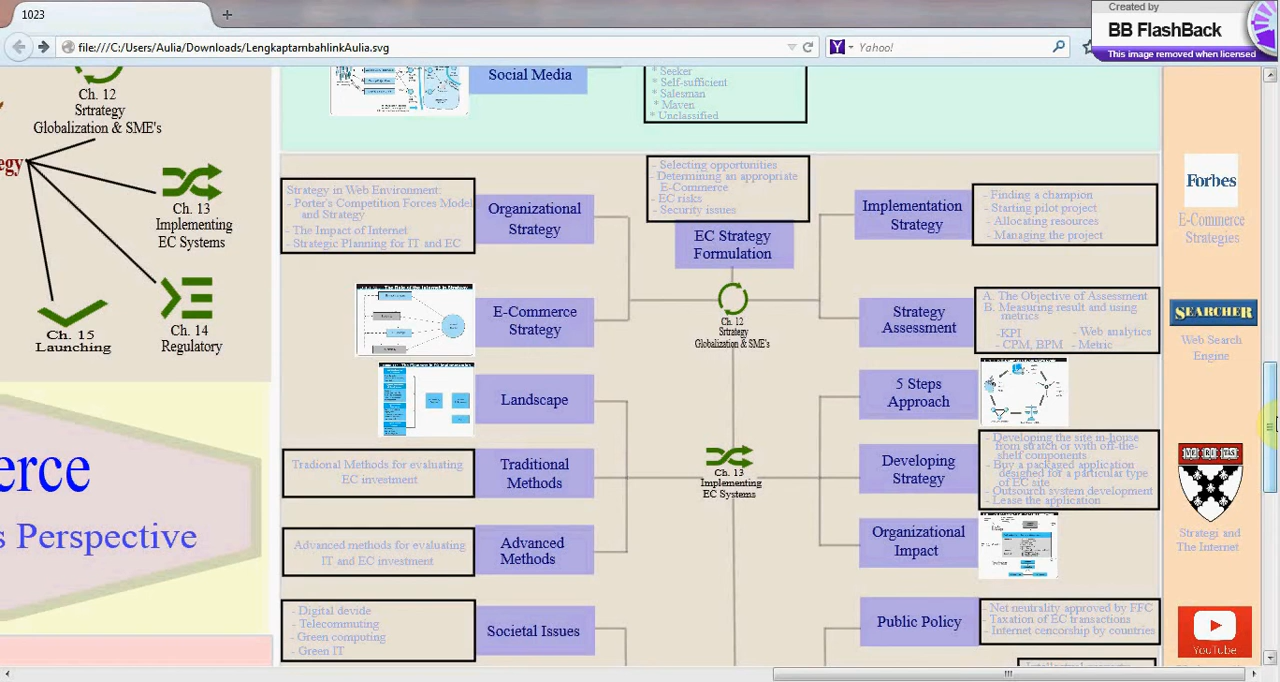 1023
Created by
BB FlashBack
This image removed when licensed
file:///C:/Users/Aulia/Downloads/LengkaptambahlinkAulia.svg
Yahoo!
Ch. 12
Srtrategy
Globalization & SME's
egy
Ch. 13
Implementing
EC Systems
Ch. 14
Regulatory
Ch. 15
Launching
erce
s Perspective
Social Media
* Seeker
* Self-sufficient
* Salesman
* Maven
* Unclassified
Strategy in Web Environment:
- Porter's Competition Forces Model
and Strategy
- The Impact of Internet
- Strategic Planning for IT and EC
Organizational
Strategy
- Selecting opportunities
- Determining an appropriate
E-Commerce
- EC risks
- Security issues
EC Strategy
Formulation
Implementation
Strategy
- Finding a champion
- Starting pilot project
- Allocating resources
- Managing the project
E-Commerce
Strategy
Ch. 12
Srtrategy
Globalization & SME's
Strategy
Assessment
A. The Objective of Assessment
B. Measuring result and using
metrics
-KPI - Web analytics
- CPM, BPM - Metric
Landscape
5 Steps
Approach
Tradional Methods for evaluating
EC investment
Traditional
Methods
Ch. 13
Implementing
EC Systems
Developing
Strategy
- Developing the site in-house
from stratch or with off-the-
shelf components
- Buy a packaged application
designed for a particular type
of EC site
- Outsourch system development
- Lease the application
Advanced methods for evaluating
IT and EC investment
Advanced
Methods
Organizational
Impact
- Digital devide
- Telecommuting
- Green computing
- Green IT
Societal Issues
Public Policy
- Net neutrality approved by FFC
- Taxation of EC transactions
- Internet cencorship by countries
Forbes
E-Commerce
Strategies
SEARCHER
Web Search
Engine
Strategi and
The Internet
YouTube